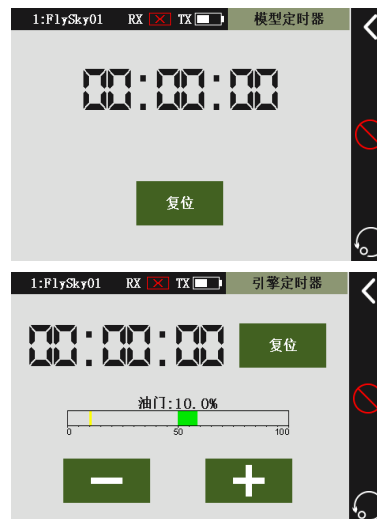 1:FlySky01 RX TX 模型定时器
00:00:00
复位
1:FlySky01 RX TX 引擎定时器
00:00:00 复位
油门:10.0%
0 50 100